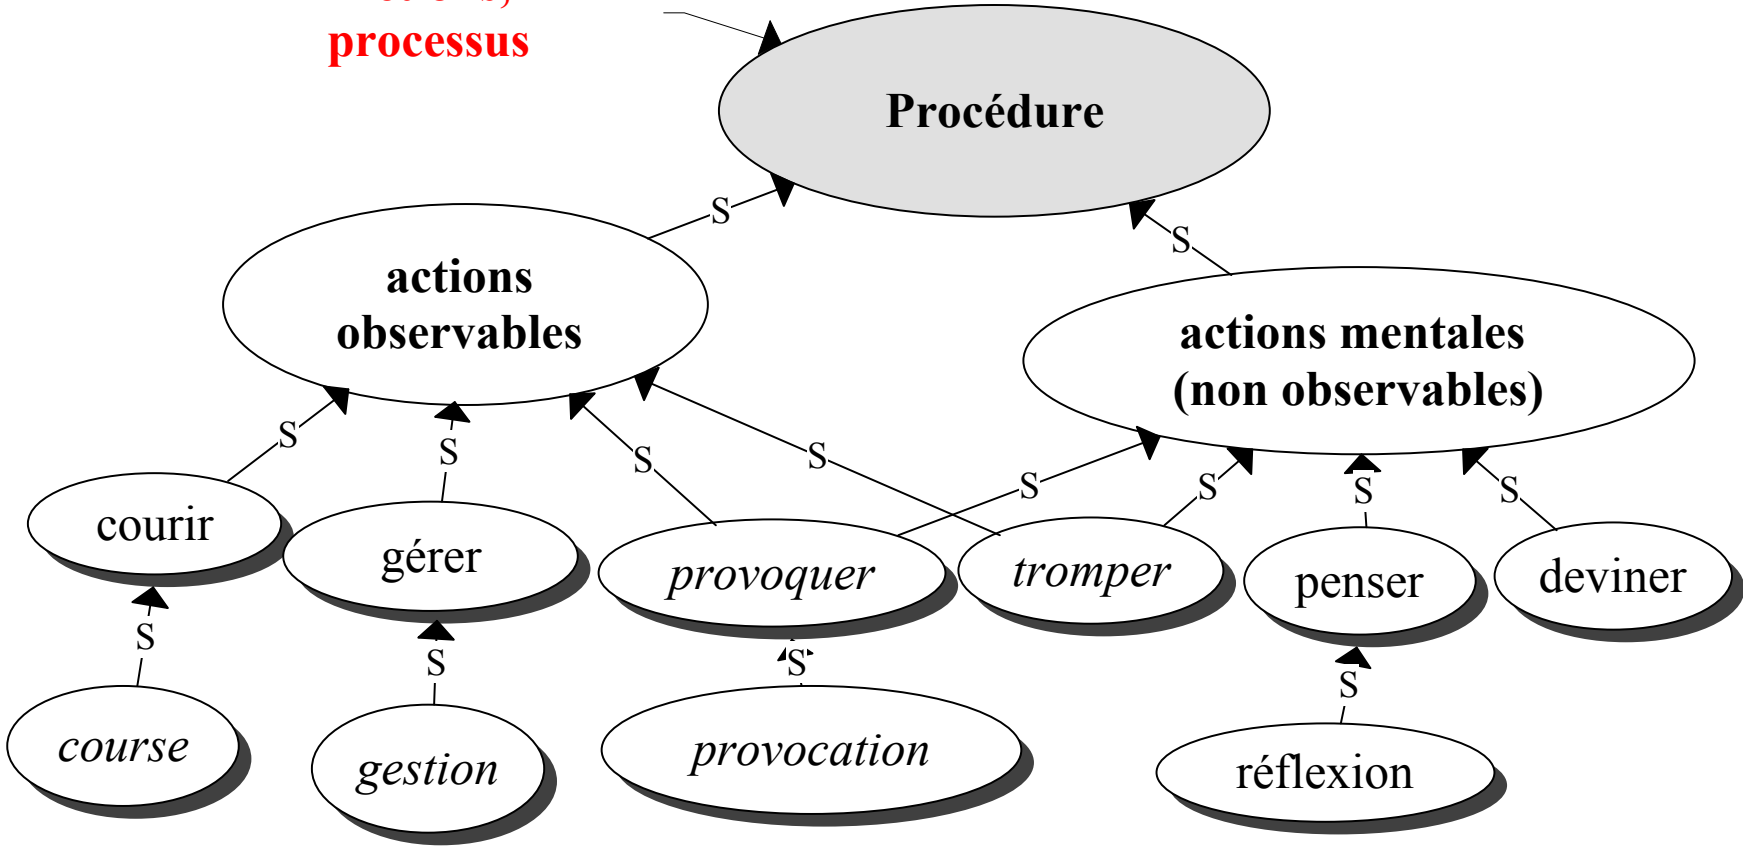 processus
Procédure
S
S
actions
observables
actions mentales
(non observables)
S
S
S
S
S
S
S
S
courir
gérer
provoquer
tromper
penser
deviner
S
S
S
S
course
gestion
provocation
réflexion